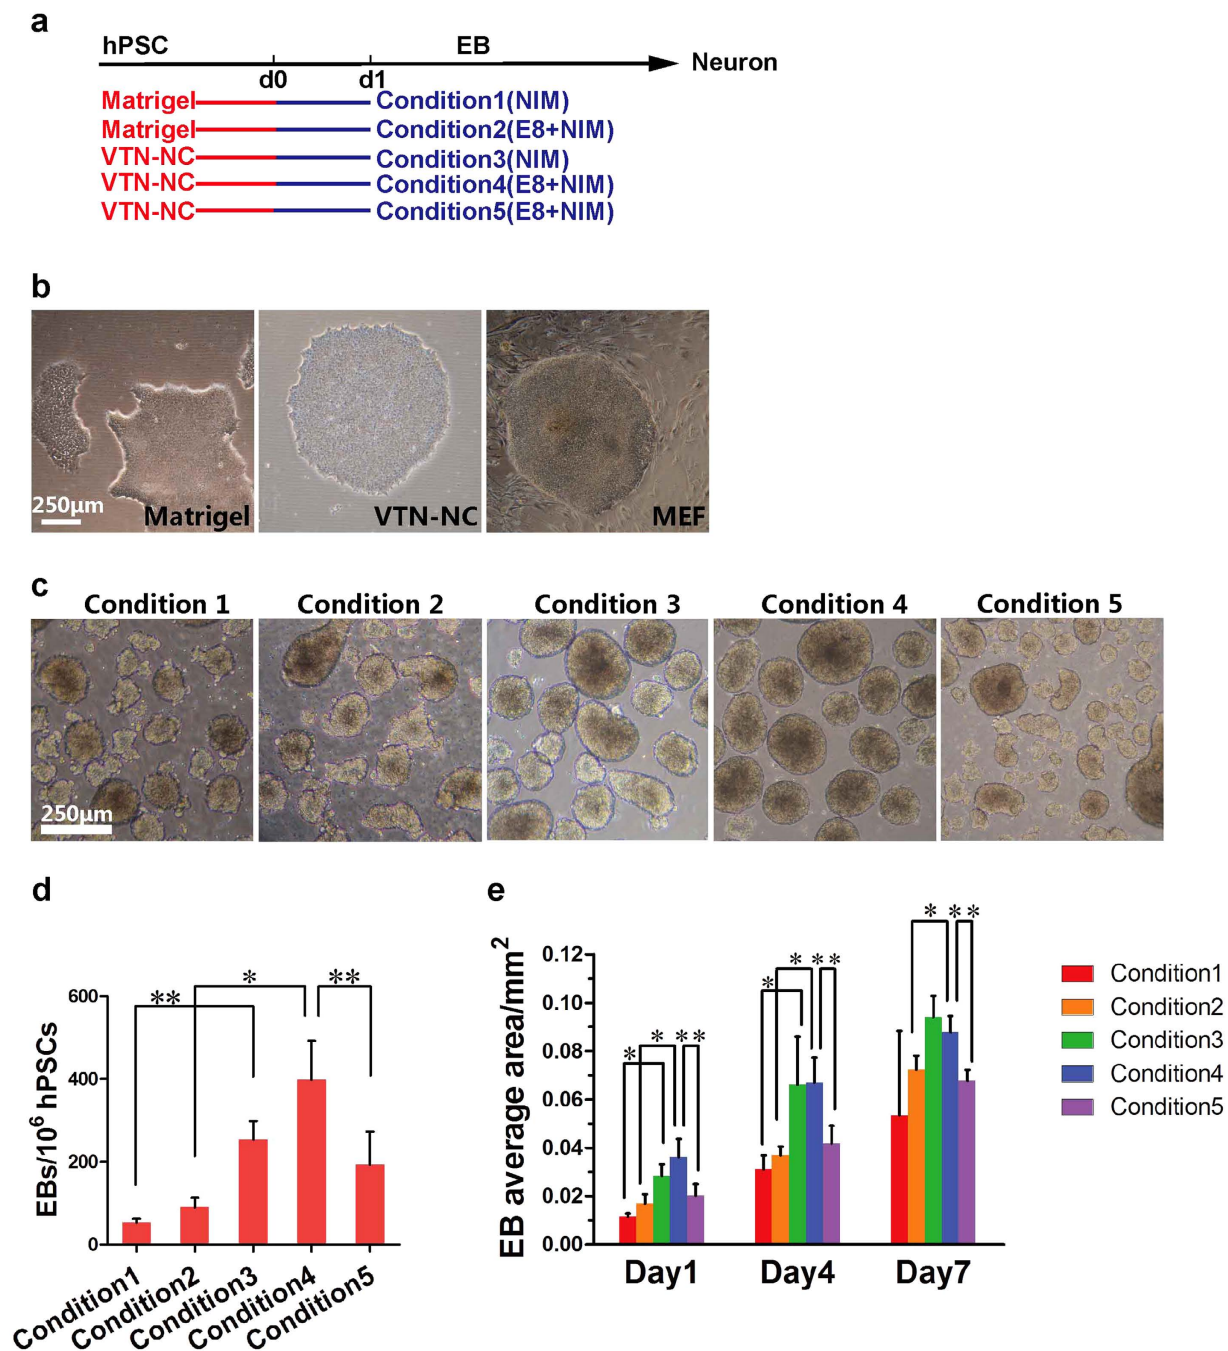 a
hPSC EB
Neuron
d0 d1
Matrigel Condition1(NIM)
Matrigel Condition2(E8+NIM)
VTN-NC Condition3(NIM)
VTN-NC Condition4(E8+NIM)
VTN-NC Condition5(E8+NIM)
b
250μm
Matrigel
VTN-NC
MEF
c
Condition 1 Condition 2 Condition 3 Condition 4 Condition 5
250μm
d
EBs/10⁶ hPSCs
600
400
200
0
** * **
Condition1
Condition2
Condition3
Condition4
Condition5
e
EB average area/mm²
0.12
0.10
0.08
0.06
0.04
0.02
0.00
* * * *
* * * *
* * *
Day1 Day4 Day7
Condition1
Condition2
Condition3
Condition4
Condition5